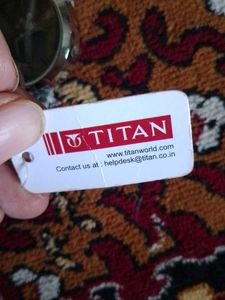 TITAN
www.titanworld.com
Contact us at : helpdesk@titan.co.in